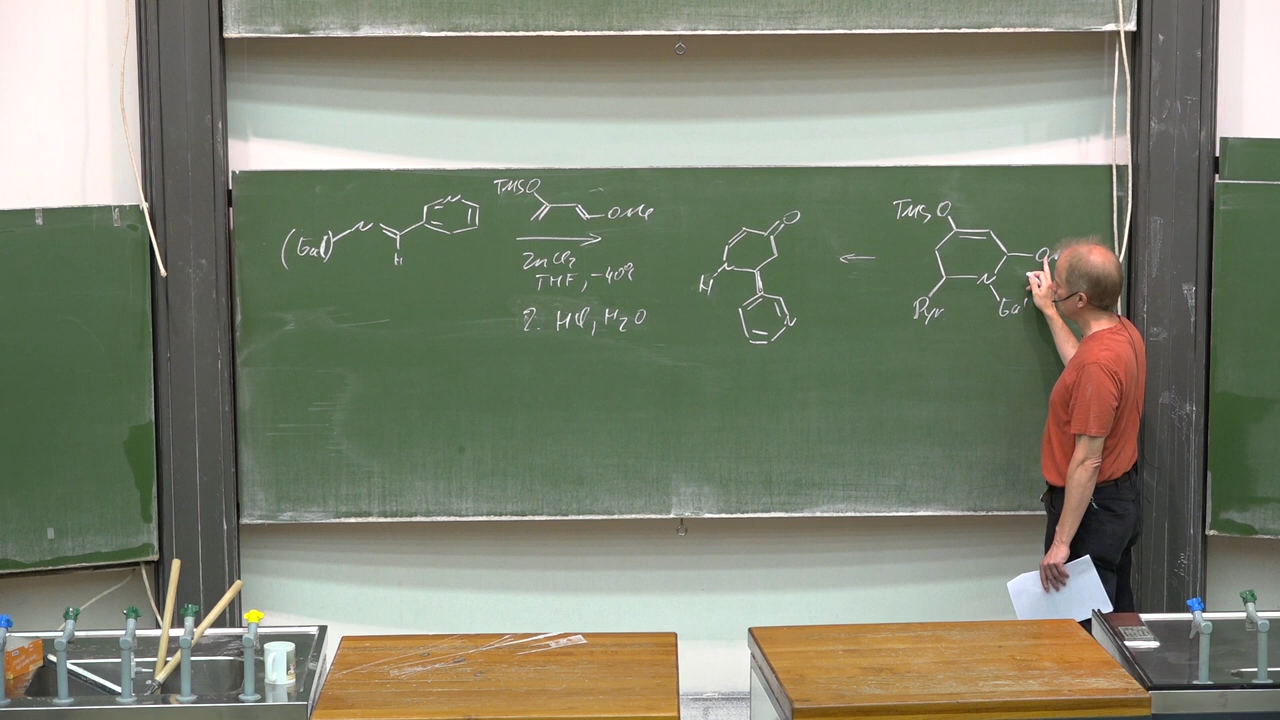 TMSO
OMe
(Gal)
N
N
H
ZnCl2
THF, -40°
2. HCl, H2O
O
N
H
N
TMSO
O
N
Pyr
Gal